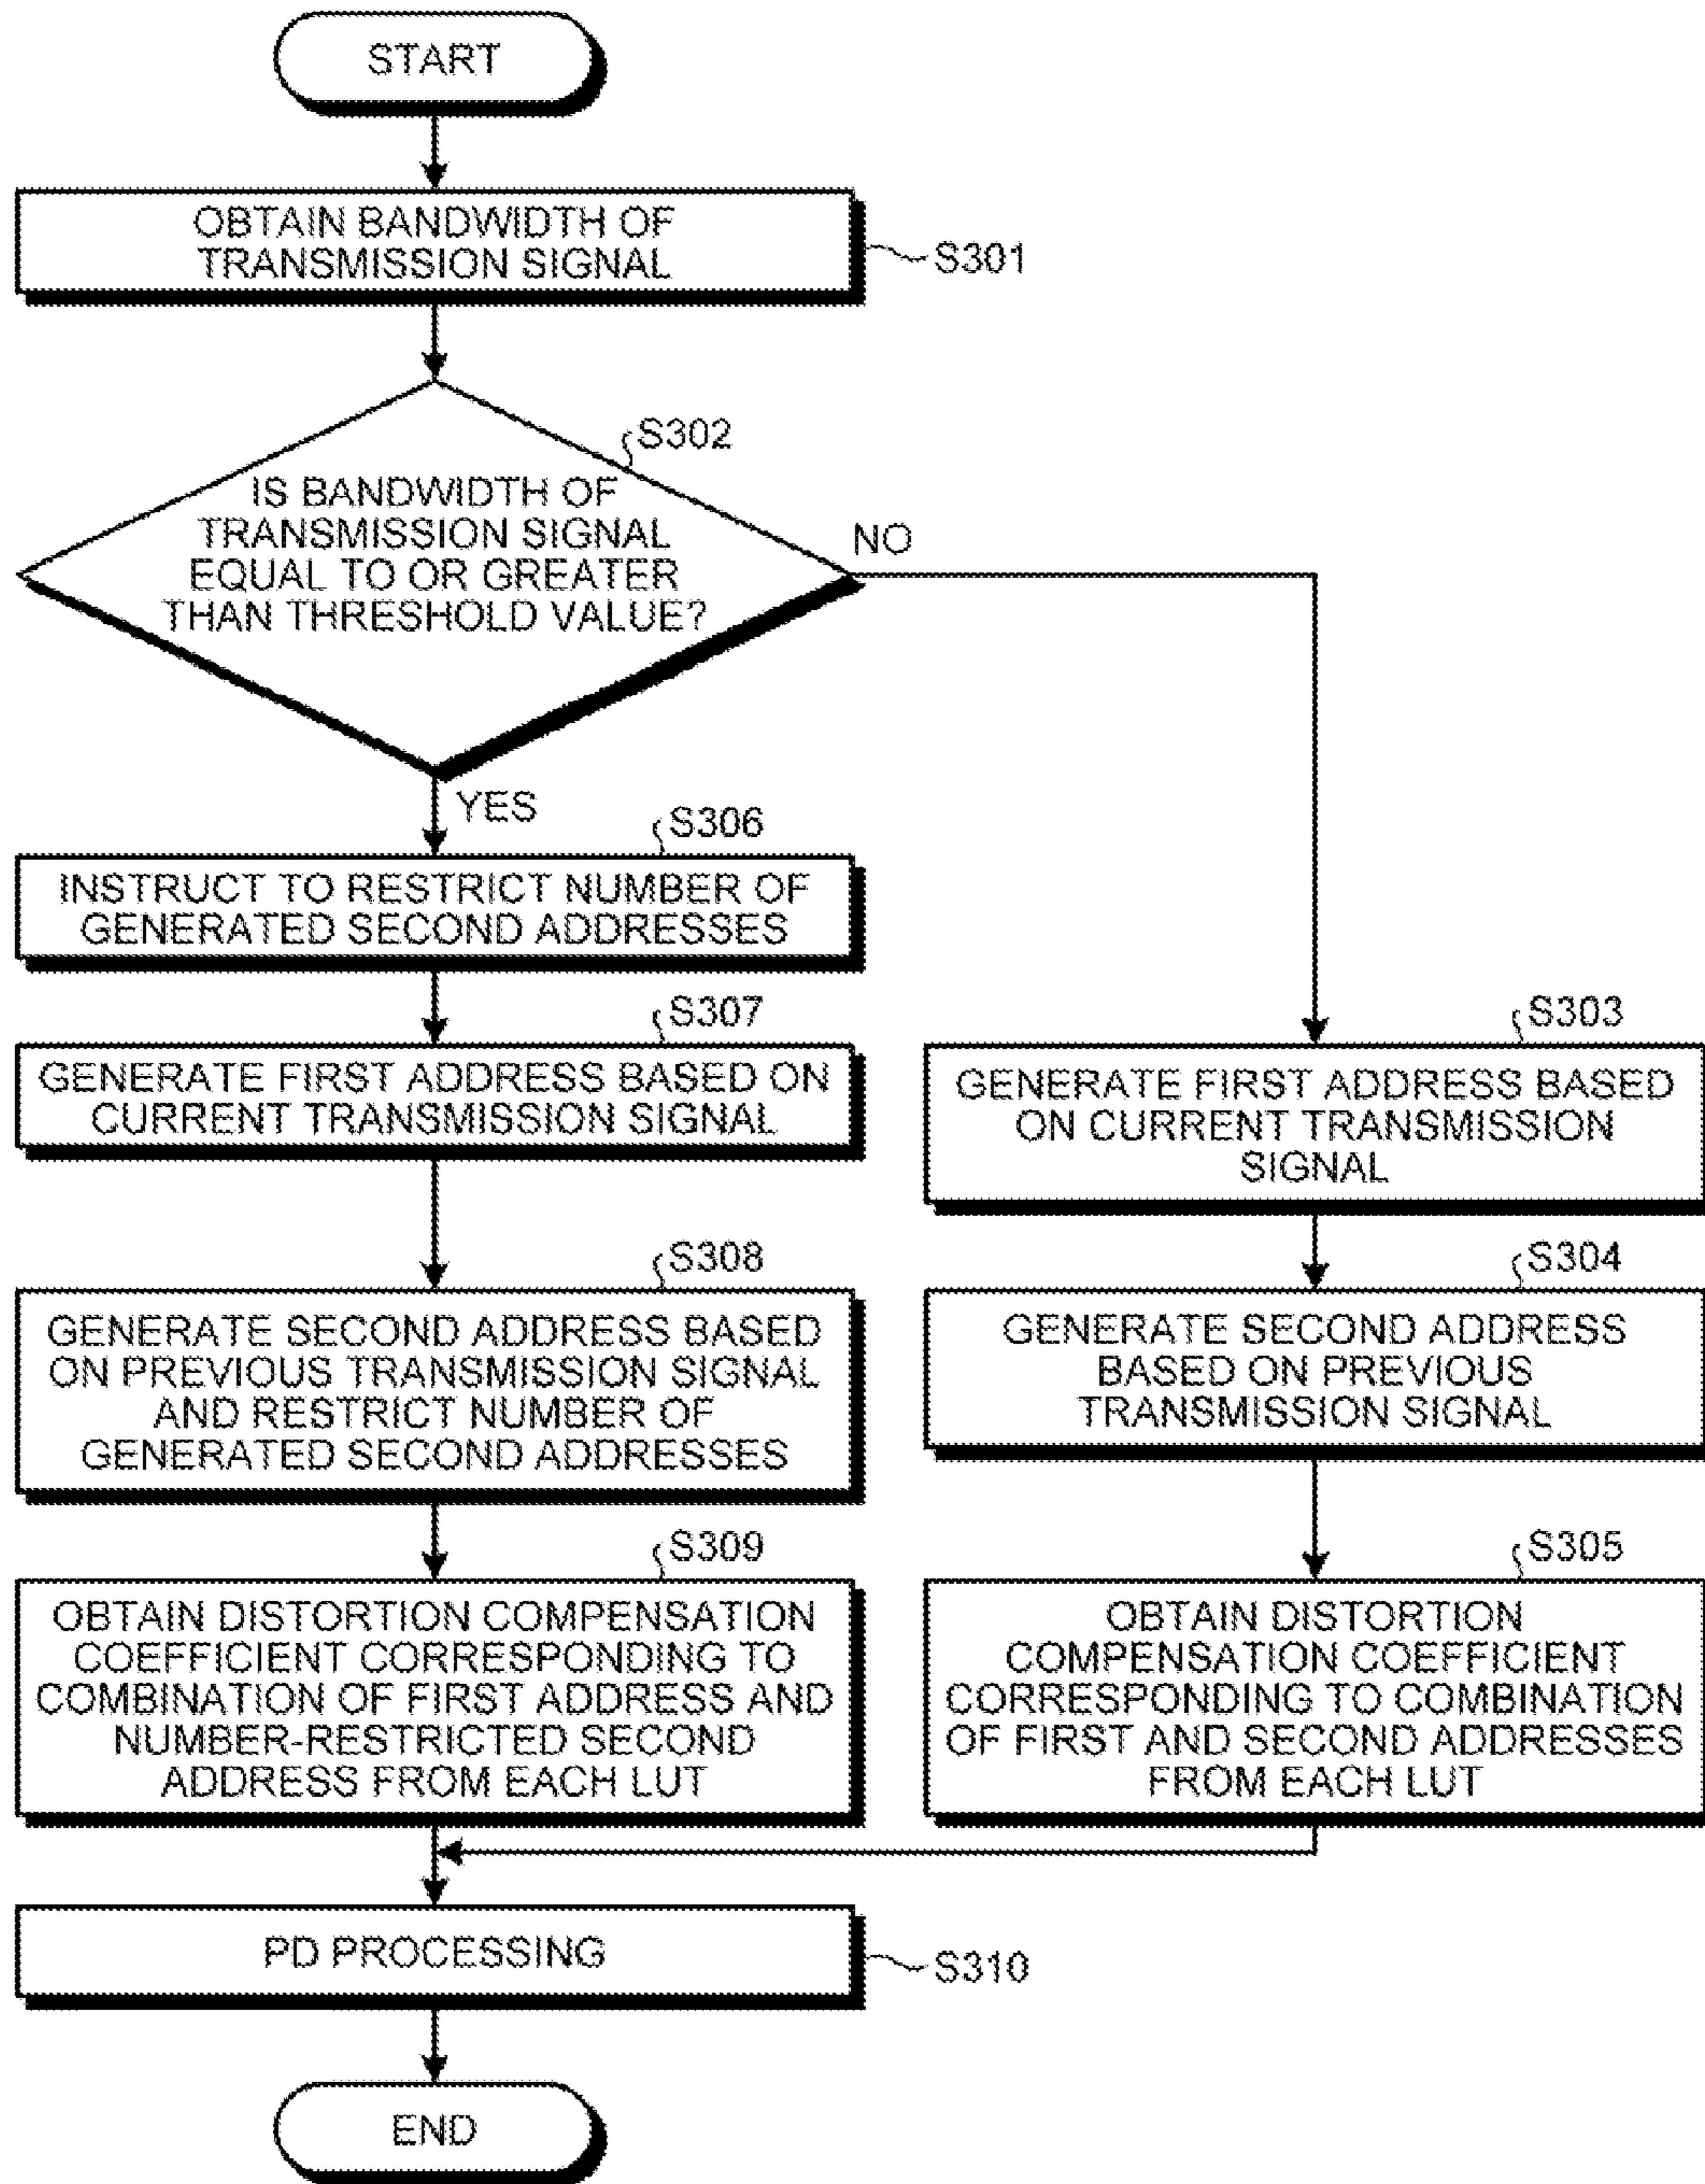 START
OBTAIN BANDWIDTH OF
TRANSMISSION SIGNAL
S301
S302
IS BANDWIDTH OF
TRANSMISSION SIGNAL
EQUAL TO OR GREATER
THAN THRESHOLD VALUE?
NO
YES
S306
INSTRUCT TO RESTRICT NUMBER OF
GENERATED SECOND ADDRESSES
S307
GENERATE FIRST ADDRESS BASED ON
CURRENT TRANSMISSION SIGNAL
S303
GENERATE FIRST ADDRESS BASED
ON CURRENT TRANSMISSION
SIGNAL
S308
GENERATE SECOND ADDRESS BASED
ON PREVIOUS TRANSMISSION SIGNAL
AND RESTRICT NUMBER OF
GENERATED SECOND ADDRESSES
S304
GENERATE SECOND ADDRESS
BASED ON PREVIOUS
TRANSMISSION SIGNAL
S309
OBTAIN DISTORTION COMPENSATION
COEFFICIENT CORRESPONDING TO
COMBINATION OF FIRST ADDRESS AND
NUMBER-RESTRICTED SECOND
ADDRESS FROM EACH LUT
S305
OBTAIN DISTORTION
COMPENSATION COEFFICIENT
CORRESPONDING TO COMBINATION
OF FIRST AND SECOND ADDRESSES
FROM EACH LUT
PD PROCESSING
S310
END